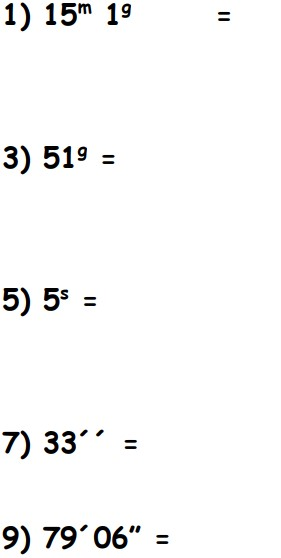 1) 15ᵐ 1ᵍ =
3) 51ᵍ =
5) 5ˢ =
7) 33´´ =
9) 79´06” =